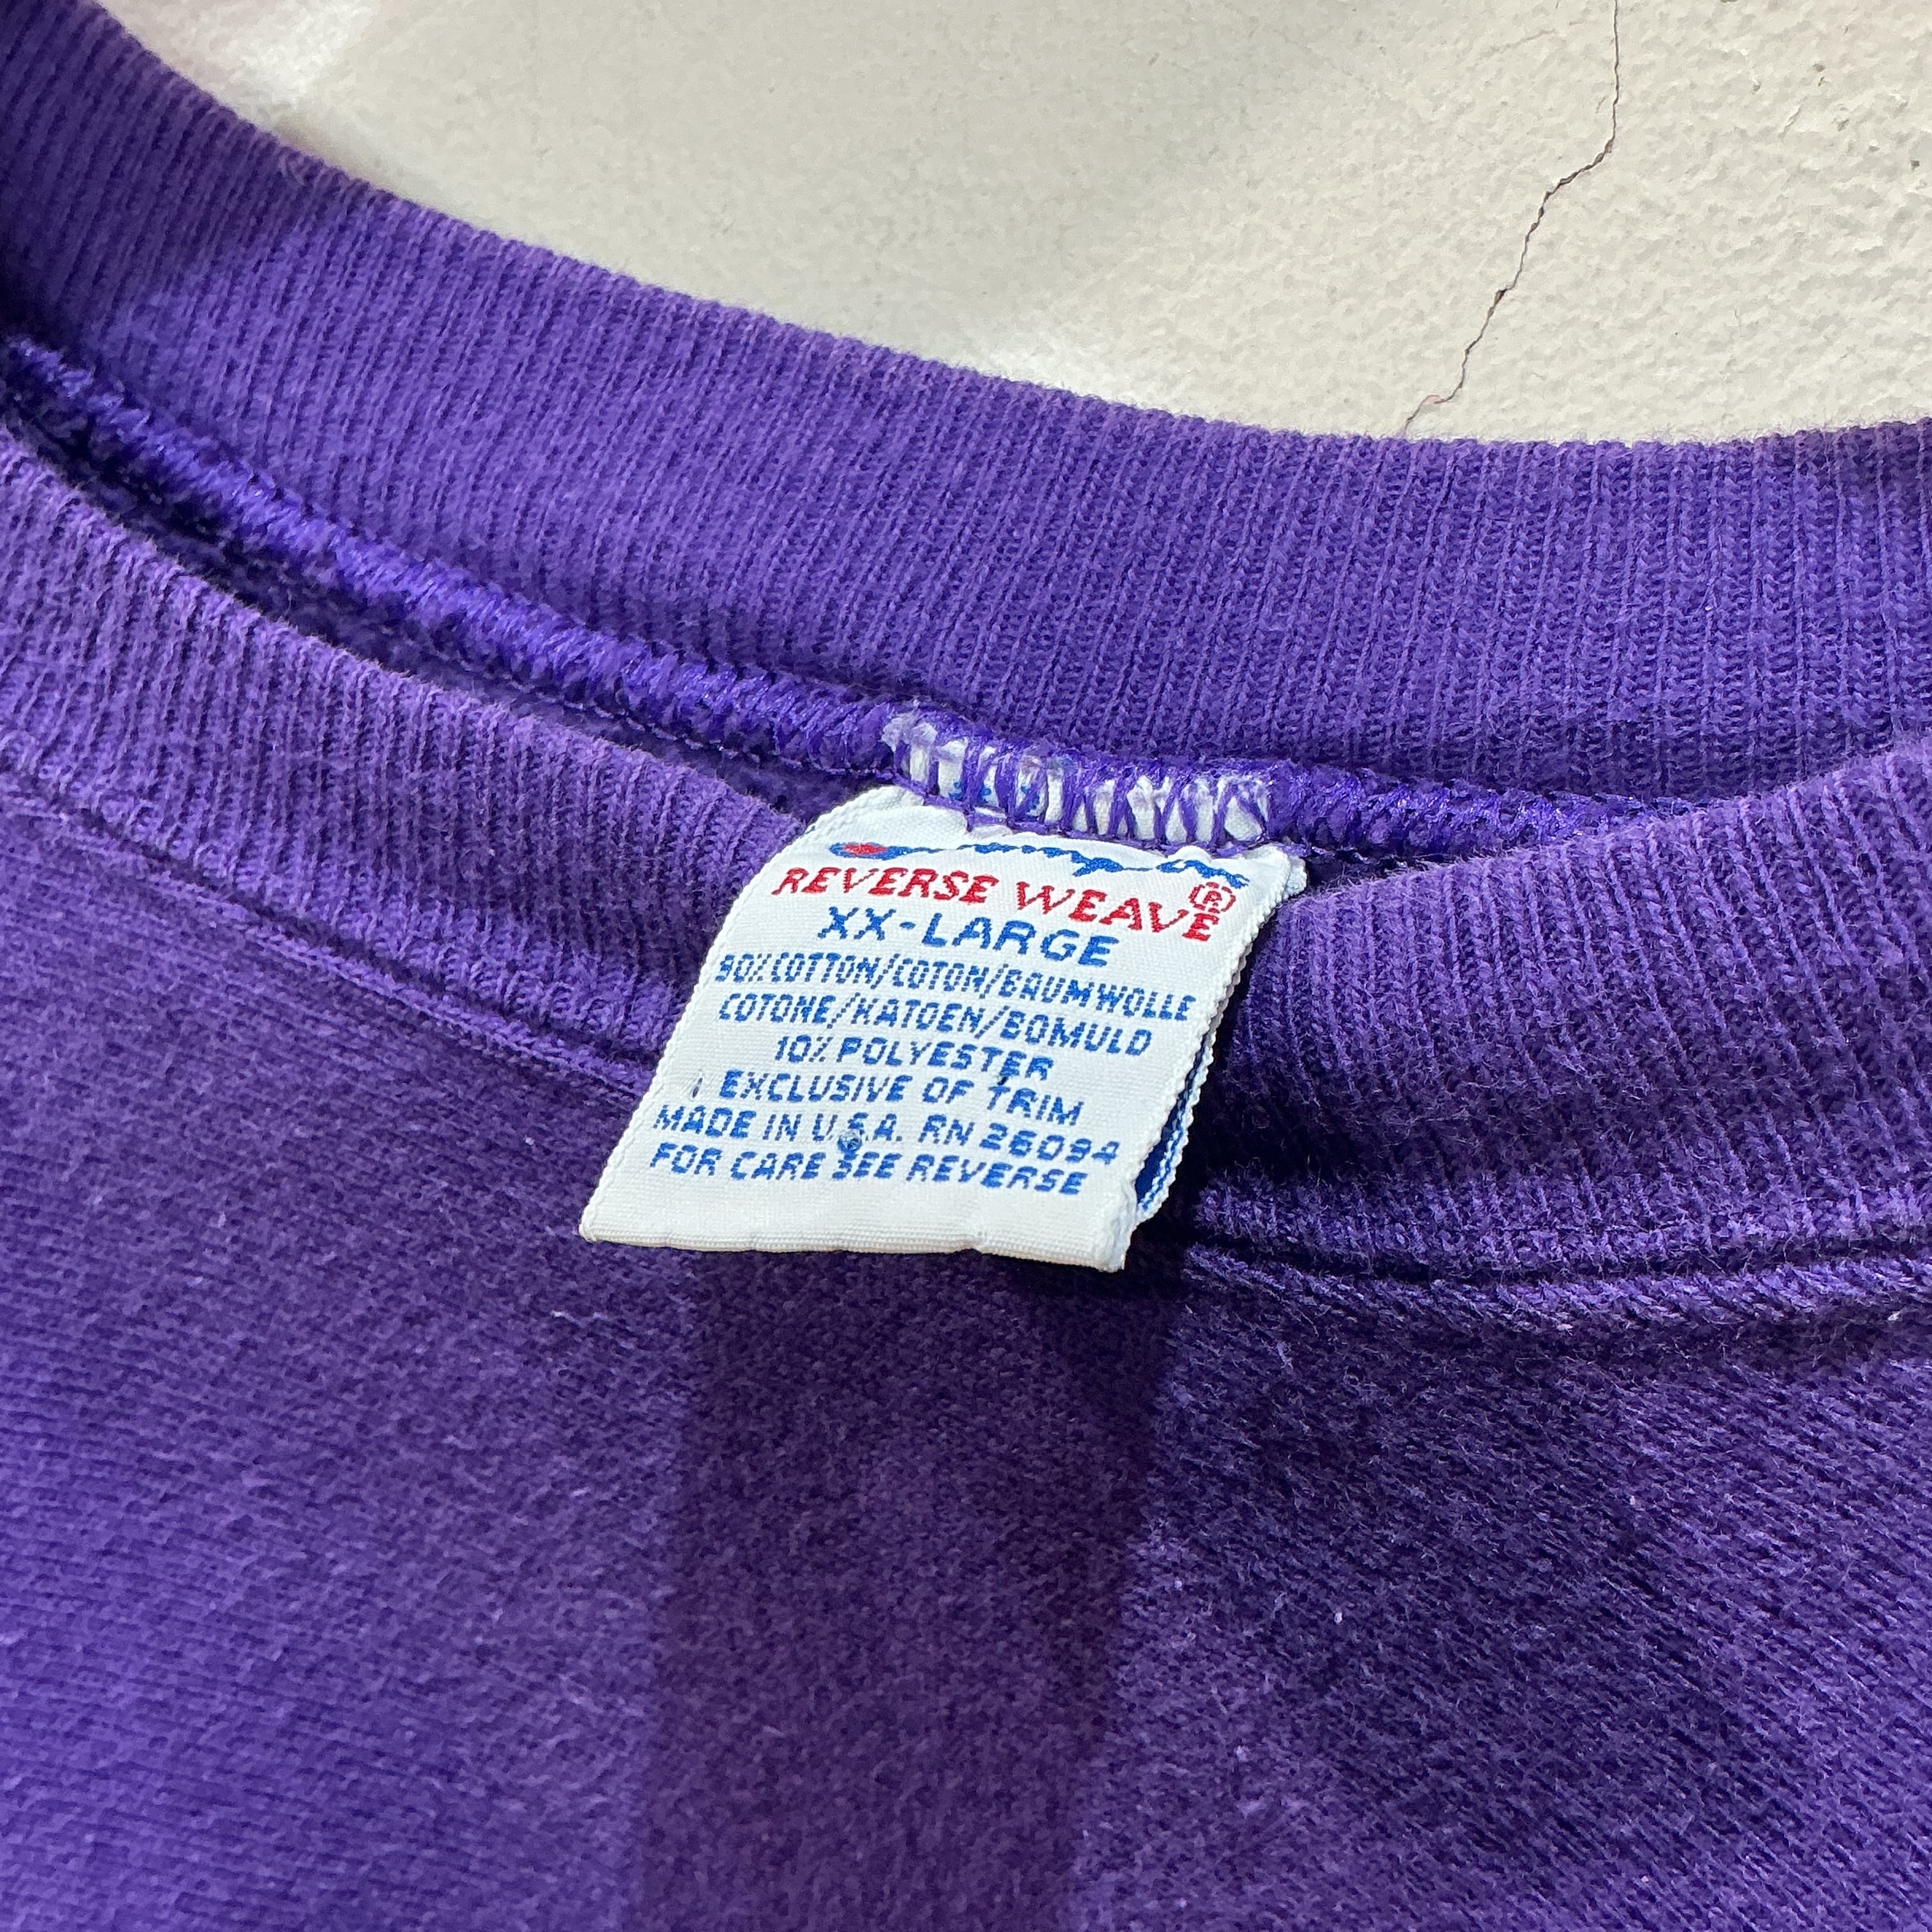 Champion
REVERSE WEAVE®
XX-LARGE
90% COTTON/COTON/BAUMWOLLE
COTONE/KATOEN/BOMULD
10% POLYESTER
EXCLUSIVE OF TRIM
MADE IN U.S.A. RN 26094
FOR CARE SEE REVERSE